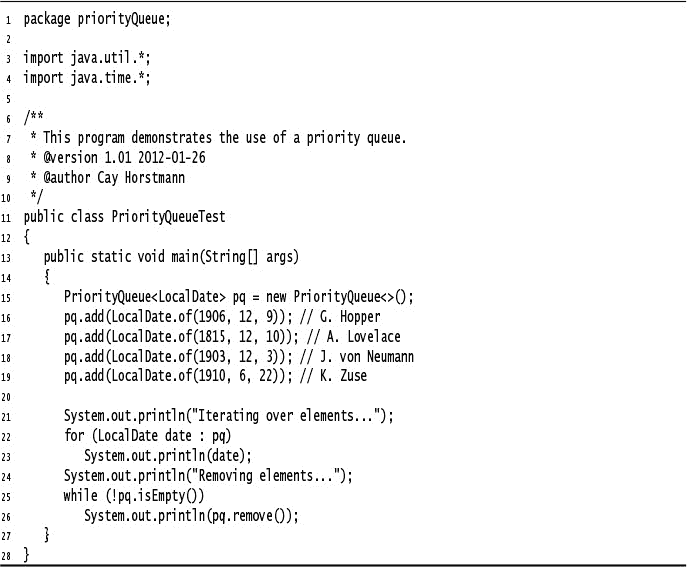 1 package priorityQueue;
2
3 import java.util.*;
4 import java.time.*;
5
6 /**
7  * This program demonstrates the use of a priority queue.
8  * @version 1.01 2012-01-26
9  * @author Cay Horstmann
10  */
11 public class PriorityQueueTest
12 {
13    public static void main(String[] args)
14    {
15       PriorityQueue<LocalDate> pq = new PriorityQueue<>();
16       pq.add(LocalDate.of(1906, 12, 9)); // G. Hopper
17       pq.add(LocalDate.of(1815, 12, 10)); // A. Lovelace
18       pq.add(LocalDate.of(1903, 12, 3)); // J. von Neumann
19       pq.add(LocalDate.of(1910, 6, 22)); // K. Zuse
20
21       System.out.println("Iterating over elements...");
22       for (LocalDate date : pq)
23          System.out.println(date);
24       System.out.println("Removing elements...");
25       while (!pq.isEmpty())
26          System.out.println(pq.remove());
27    }
28 }